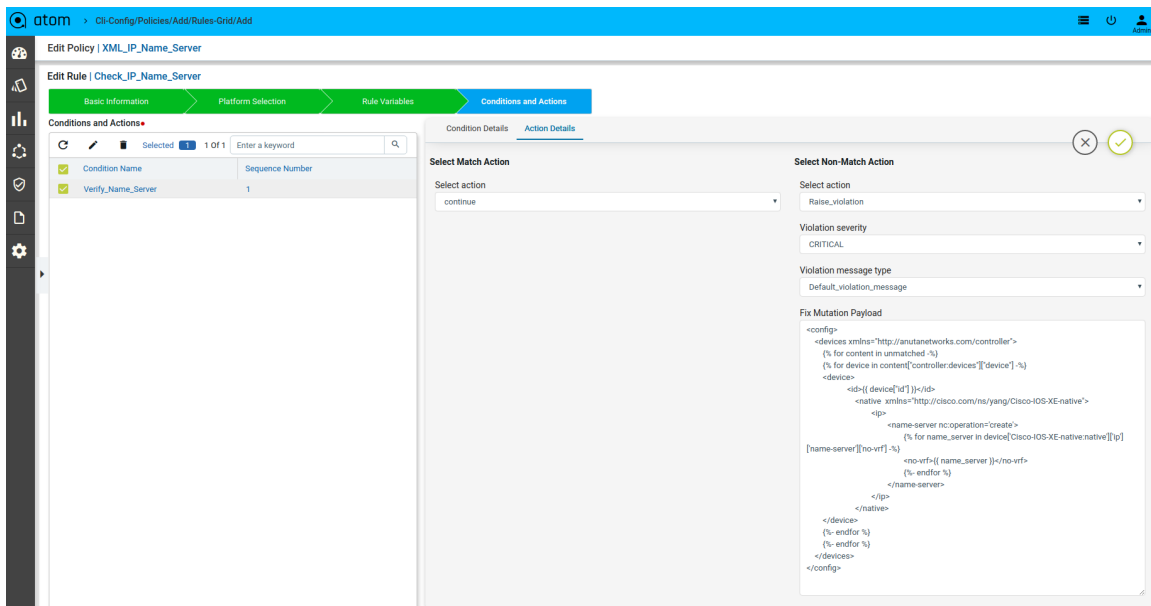 atom > Cli-Config/Policies/Add/Rules-Grid/Add
Admin
Edit Policy | XML_IP_Name_Server
Edit Rule | Check_IP_Name_Server
Basic Information
Platform Selection
Rule Variables
Conditions and Actions
Conditions and Actions
Selected 1 1 Of 1 Enter a keyword
Condition Name Sequence Number
Verify_Name_Server 1
Condition Details Action Details
Select Match Action
Select action
continue
Select Non-Match Action
Select action
Raise_violation
Violation severity
CRITICAL
Violation message type
Default_violation_message
Fix Mutation Payload
<config>
<devices xmlns="http://anutanetworks.com/controller">
{% for content in unmatched -%}
{% for device in content["controller:devices"]["device"] -%}
<device>
<id>{{ device["id"] }}</id>
<native xmlns="http://cisco.com/ns/yang/Cisco-IOS-XE-native">
<ip>
<name-server nc:operation='create'>
{% for name_server in device['Cisco-IOS-XE-native:native']['ip']
['name-server']['no-vrf'] -%}
<no-vrf>{{ name_server }}</no-vrf>
{%- endfor %}
</name-server>
</ip>
</native>
</device>
{%- endfor %}
{%- endfor %}
</devices>
</config>